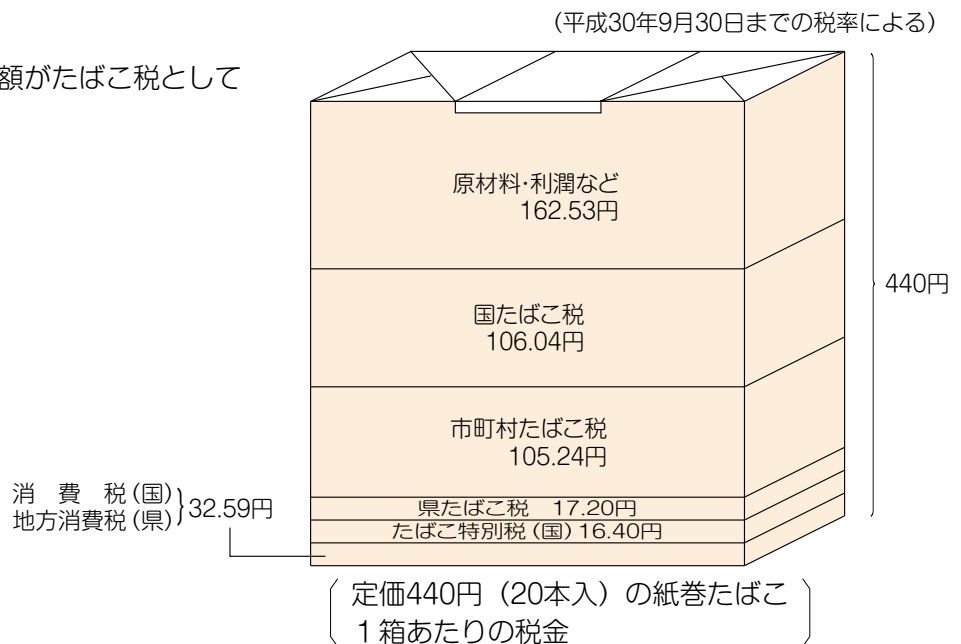 （平成30年9月30日までの税率による）
額がたばこ税として
原材料・利潤など
162.53円
440円
国たばこ税
106.04円
市町村たばこ税
105.24円
消　費　税（国）
地方消費税（県）
32.59円
県たばこ税　17.20円
たばこ特別税（国）16.40円
定価440円（20本入）の紙巻たばこ
１箱あたりの税金